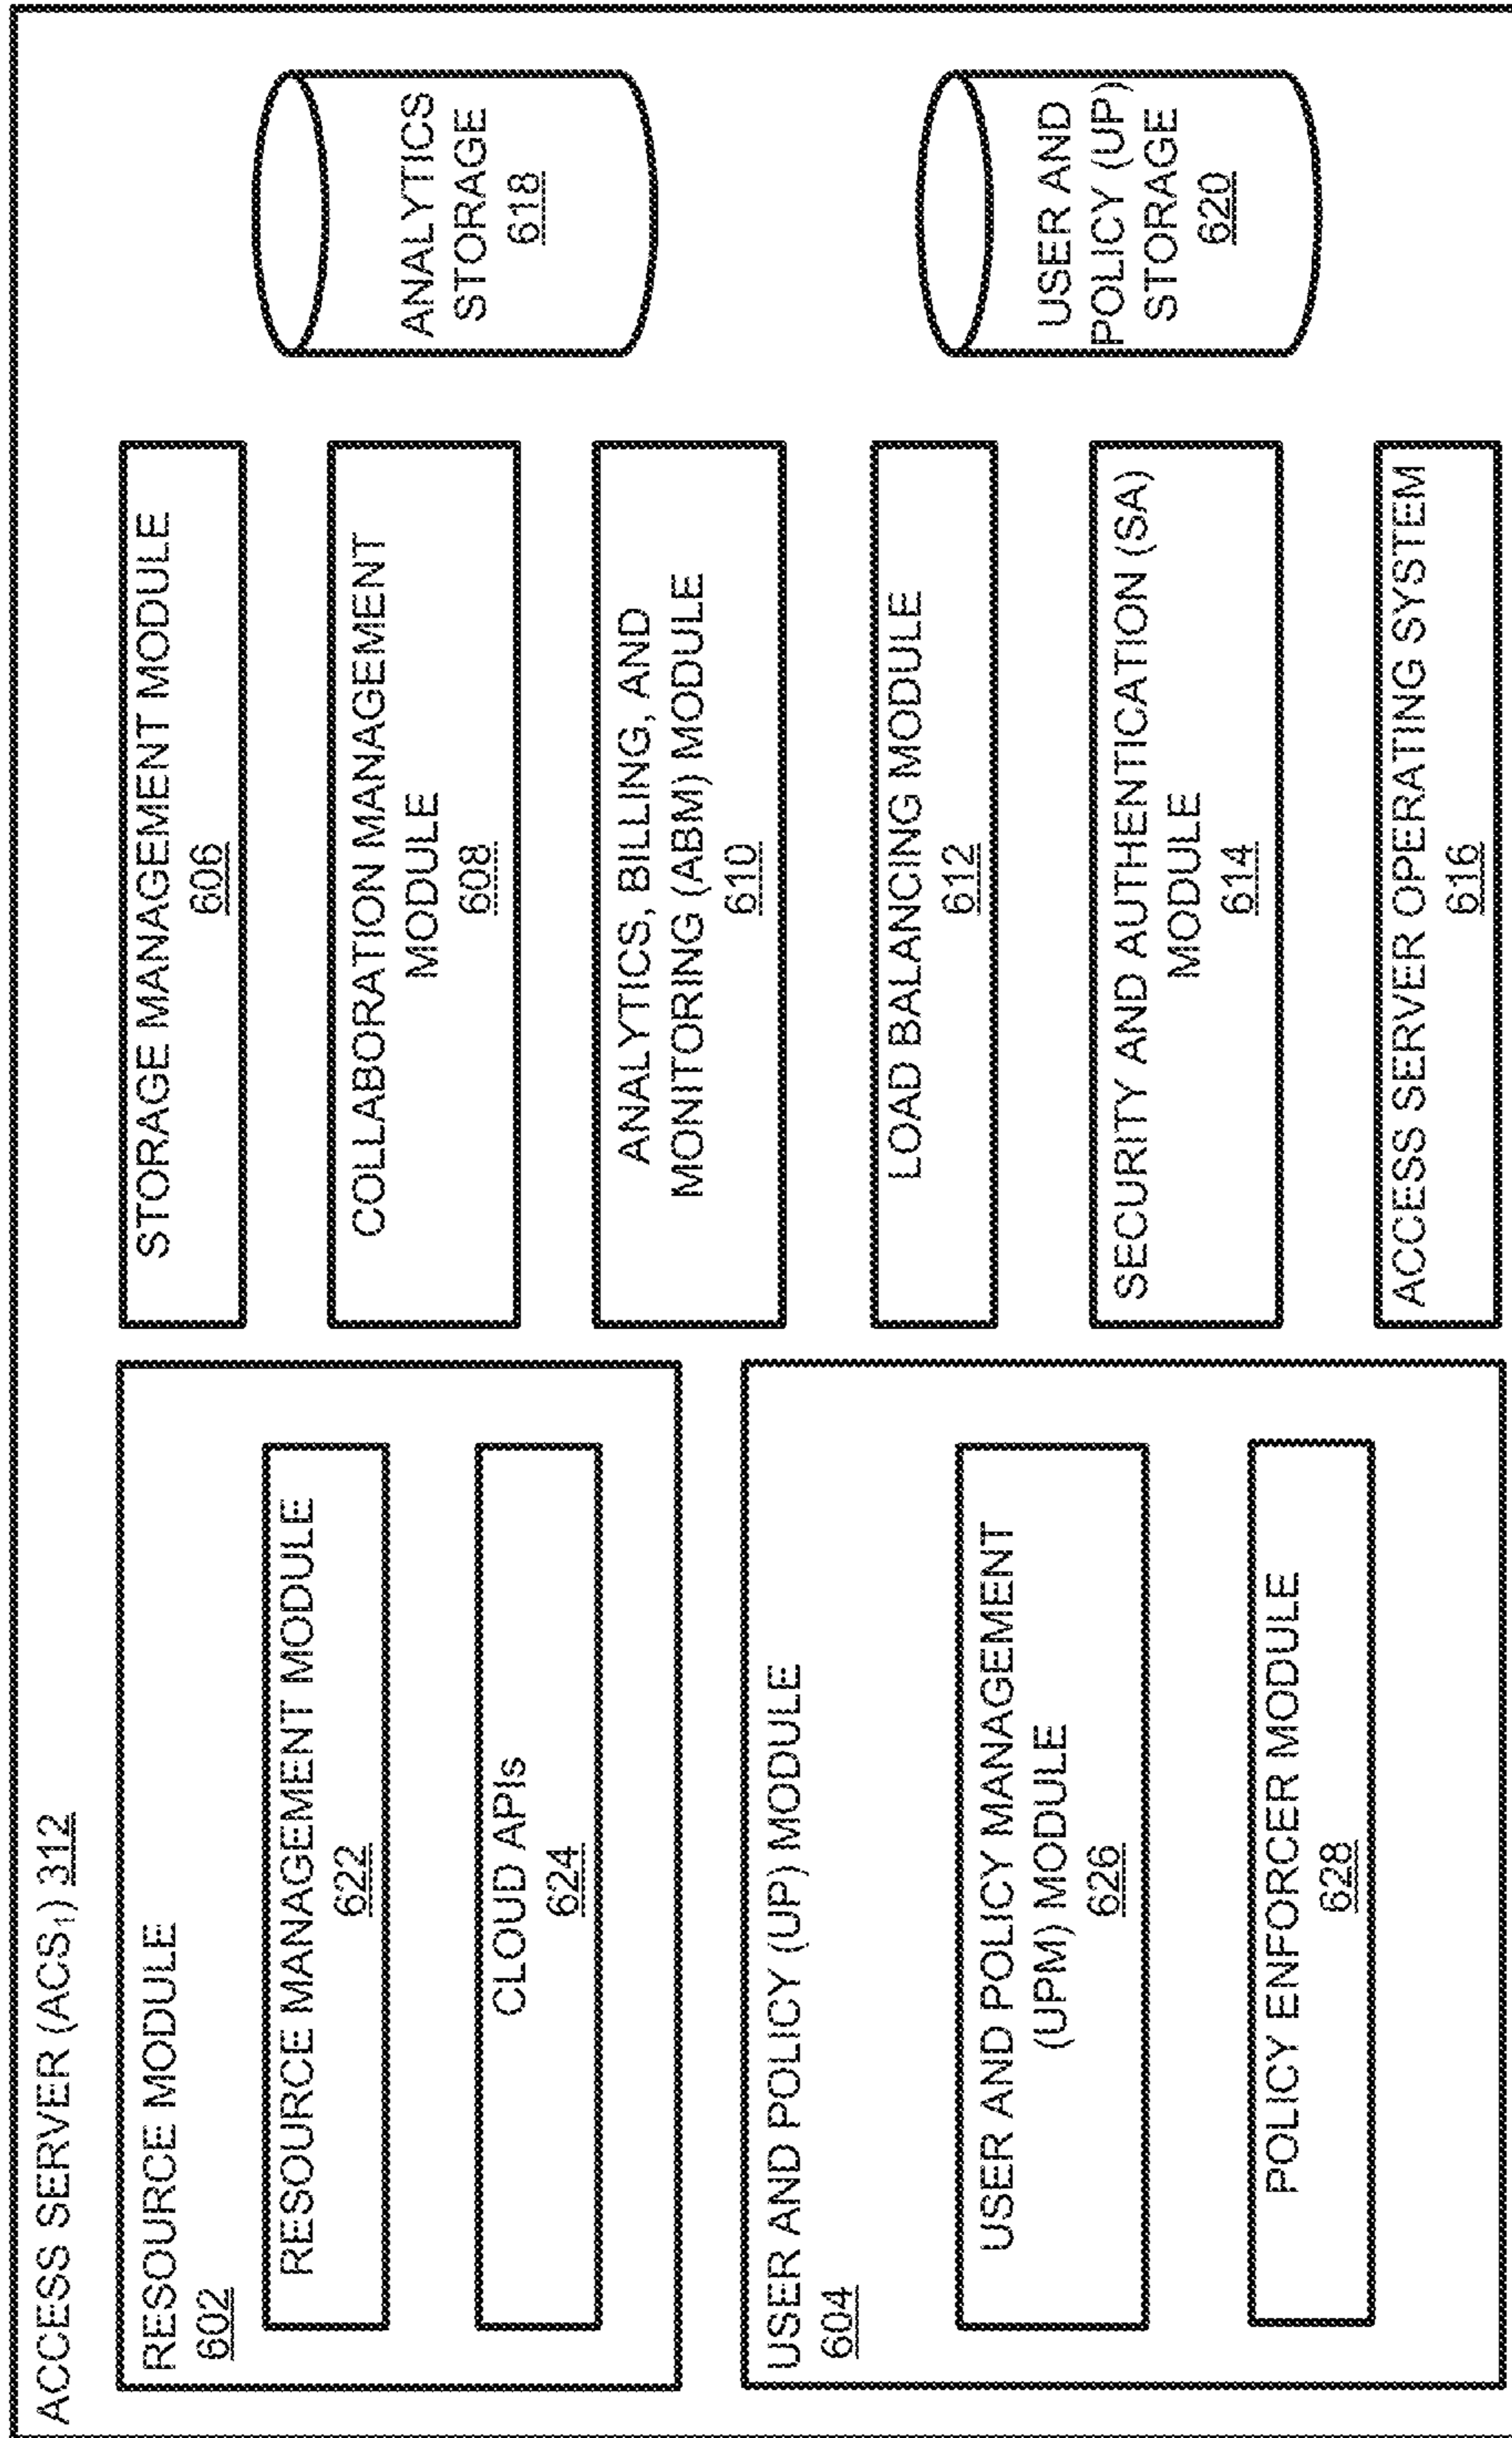 ACCESS SERVER (ACS₁) 312
RESOURCE MODULE
602
RESOURCE MANAGEMENT MODULE
622
CLOUD APIs
624
USER AND POLICY (UP) MODULE
604
USER AND POLICY MANAGEMENT
(UPM) MODULE
626
POLICY ENFORCER MODULE
628
STORAGE MANAGEMENT MODULE
606
COLLABORATION MANAGEMENT
MODULE
608
ANALYTICS, BILLING, AND
MONITORING (ABM) MODULE
610
LOAD BALANCING MODULE
612
SECURITY AND AUTHENTICATION (SA)
MODULE
614
ACCESS SERVER OPERATING SYSTEM
616
ANALYTICS
STORAGE
618
USER AND
POLICY (UP)
STORAGE
620